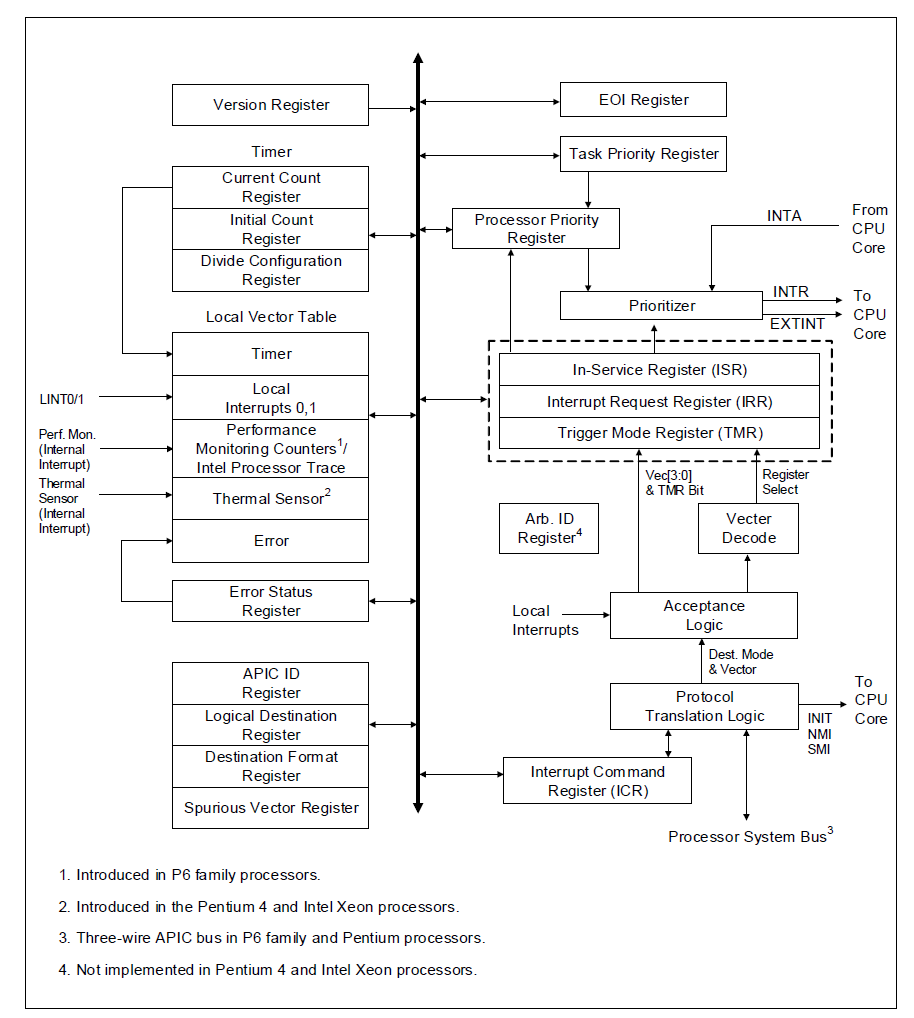 Version Register
EOI Register
Timer
Task Priority Register
Current Count
Register
Initial Count
Register
Divide Configuration
Register
Processor Priority
Register
INTA
From
CPU
Core
Prioritizer
INTR
EXTINT
To
CPU
Core
Local Vector Table
Timer
Local
Interrupts 0,1
Performance
Monitoring Counters1/
Intel Processor Trace
Thermal Sensor2
Error
LINT0/1
Perf. Mon.
(Internal
Interrupt)
Thermal
Sensor
(Internal
Interrupt)
In-Service Register (ISR)
Interrupt Request Register (IRR)
Trigger Mode Register (TMR)
Vec[3:0]
& TMR Bit
Register
Select
Arb. ID
Register4
Vecter
Decode
Error Status
Register
Local
Interrupts
Acceptance
Logic
Dest. Mode
& Vector
APIC ID
Register
Logical Destination
Register
Destination Format
Register
Spurious Vector Register
Protocol
Translation Logic
To
CPU
Core
INIT
NMI
SMI
Interrupt Command
Register (ICR)
Processor System Bus3
1. Introduced in P6 family processors.
2. Introduced in the Pentium 4 and Intel Xeon processors.
3. Three-wire APIC bus in P6 family and Pentium processors.
4. Not implemented in Pentium 4 and Intel Xeon processors.